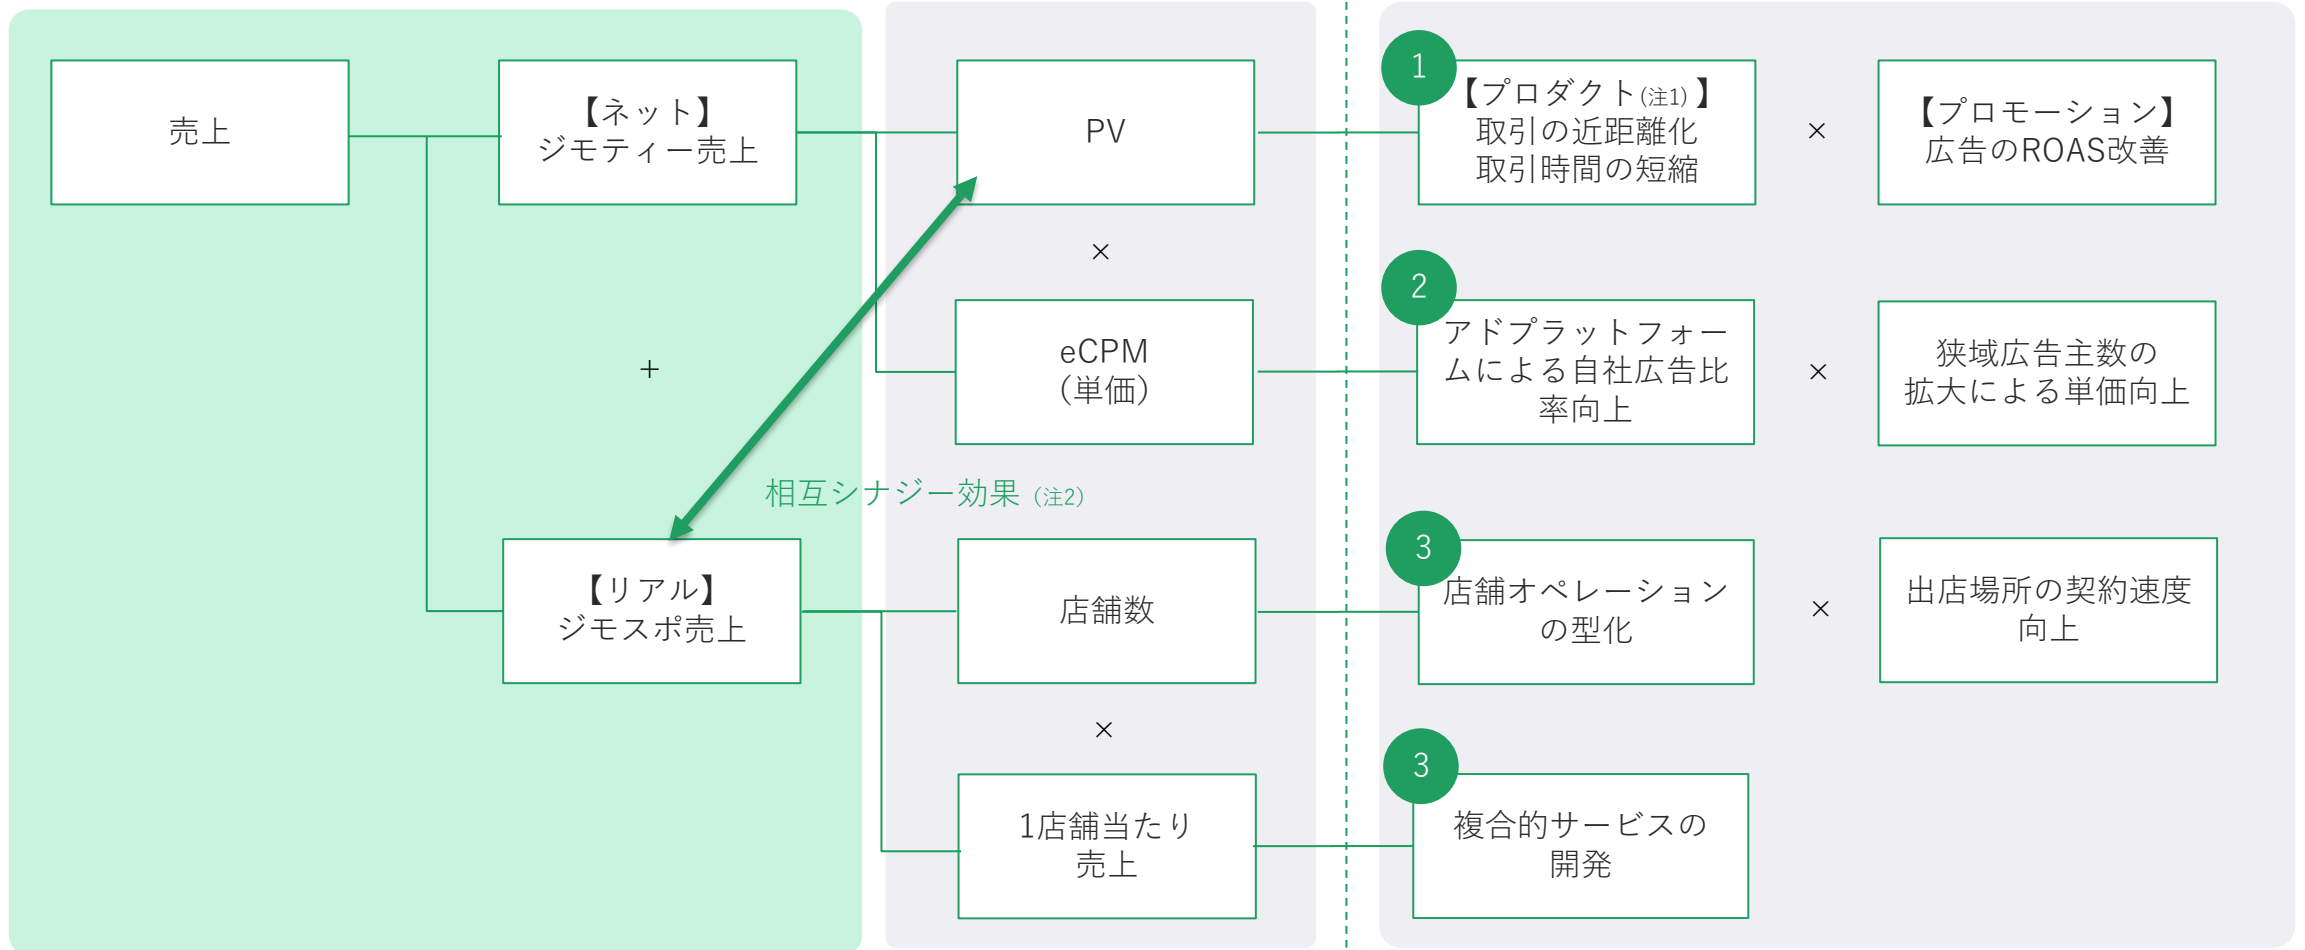 売上
【ネット】
ジモティー売上
+
【リアル】
ジモスポ売上
相互シナジー効果（注2）
PV
×
eCPM
（単価）
店舗数
×
1店舗当たり
売上
1
【プロダクト(注1)】
取引の近距離化
取引時間の短縮
×
【プロモーション】
広告のROAS改善
2
アドプラットフォー
ムによる自社広告比
率向上
×
狭域広告主数の
拡大による単価向上
3
店舗オペレーション
の型化
×
出店場所の契約速度
向上
3
複合的サービスの
開発